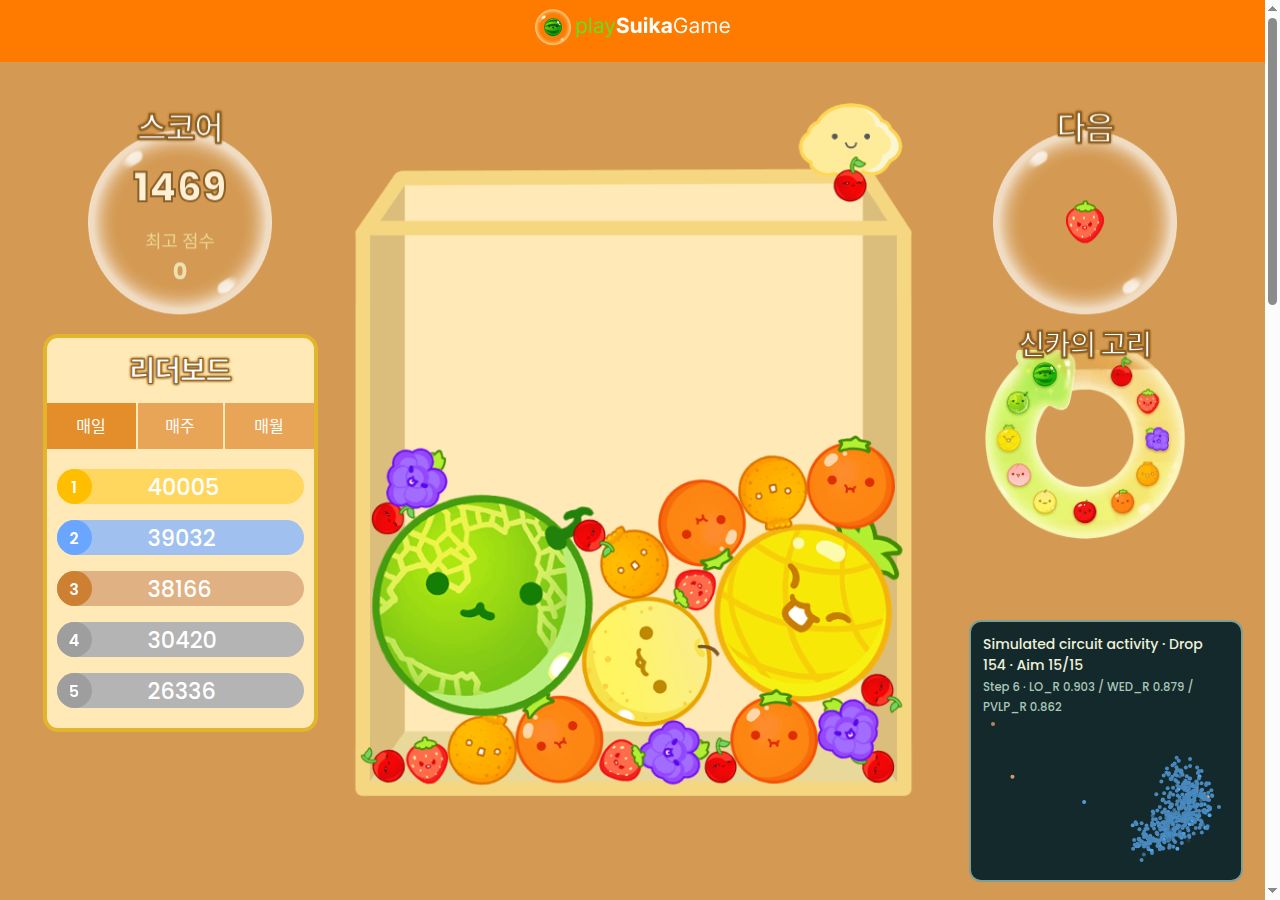 playSuikaGame
스코어
1469
최고 점수
0
다음
신카의 고리
리더보드
매일 매주 매월
1 40005
2 39032
3 38166
4 30420
5 26336
Simulated circuit activity · Drop
154 · Aim 15/15
Step 6 · LO_R 0.903 / WED_R 0.879 /
PVLP_R 0.862